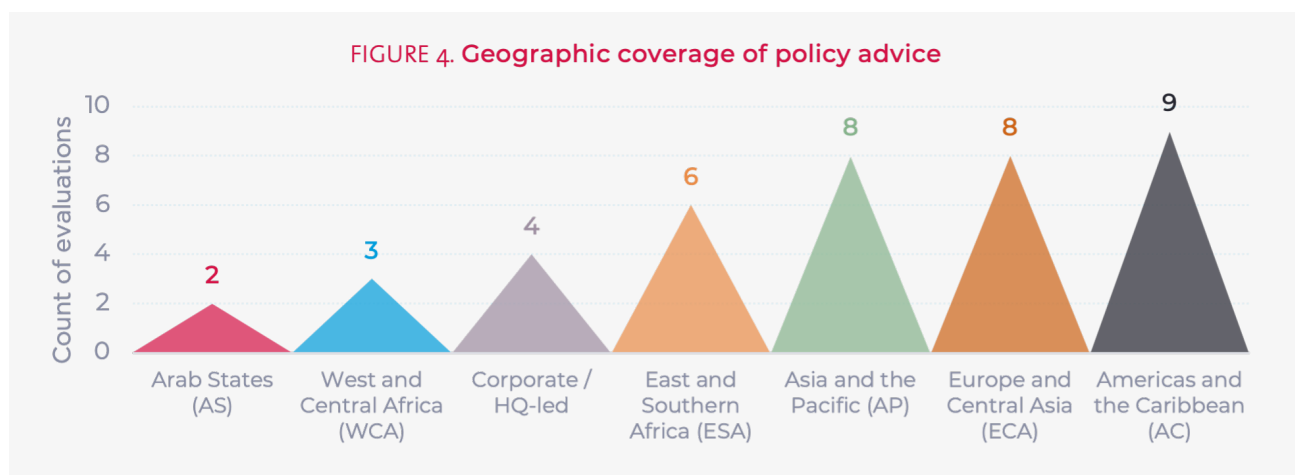 FIGURE 4. Geographic coverage of policy advice
Count of evaluations
10
8
6
4
2
0
2
3
4
6
8
8
9
Arab States
(AS)
West and
Central Africa
(WCA)
Corporate /
HQ-led
East and
Southern
Africa (ESA)
Asia and the
Pacific (AP)
Europe and
Central Asia
(ECA)
Americas and
the Caribbean
(AC)